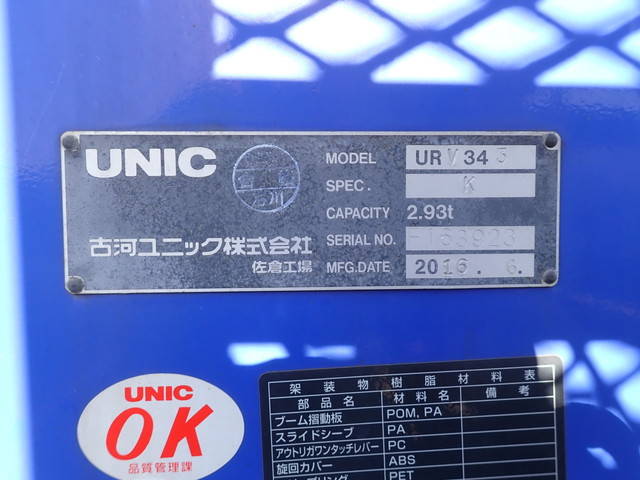 UNIC
MODEL URV343
SPEC. K
CAPACITY 2.93t
SERIAL NO.
MFG.DATE 2016. 6.
古河ユニック株式会社
佐倉工場
UNIC
OK
品質管理課
架装物樹脂材料表
部品名 材料名 備考
ブーム摺動板 POM, PA
スライドシーブ PA
アウトリガワンタッチレバー PC
旋回カバー ABS
PET